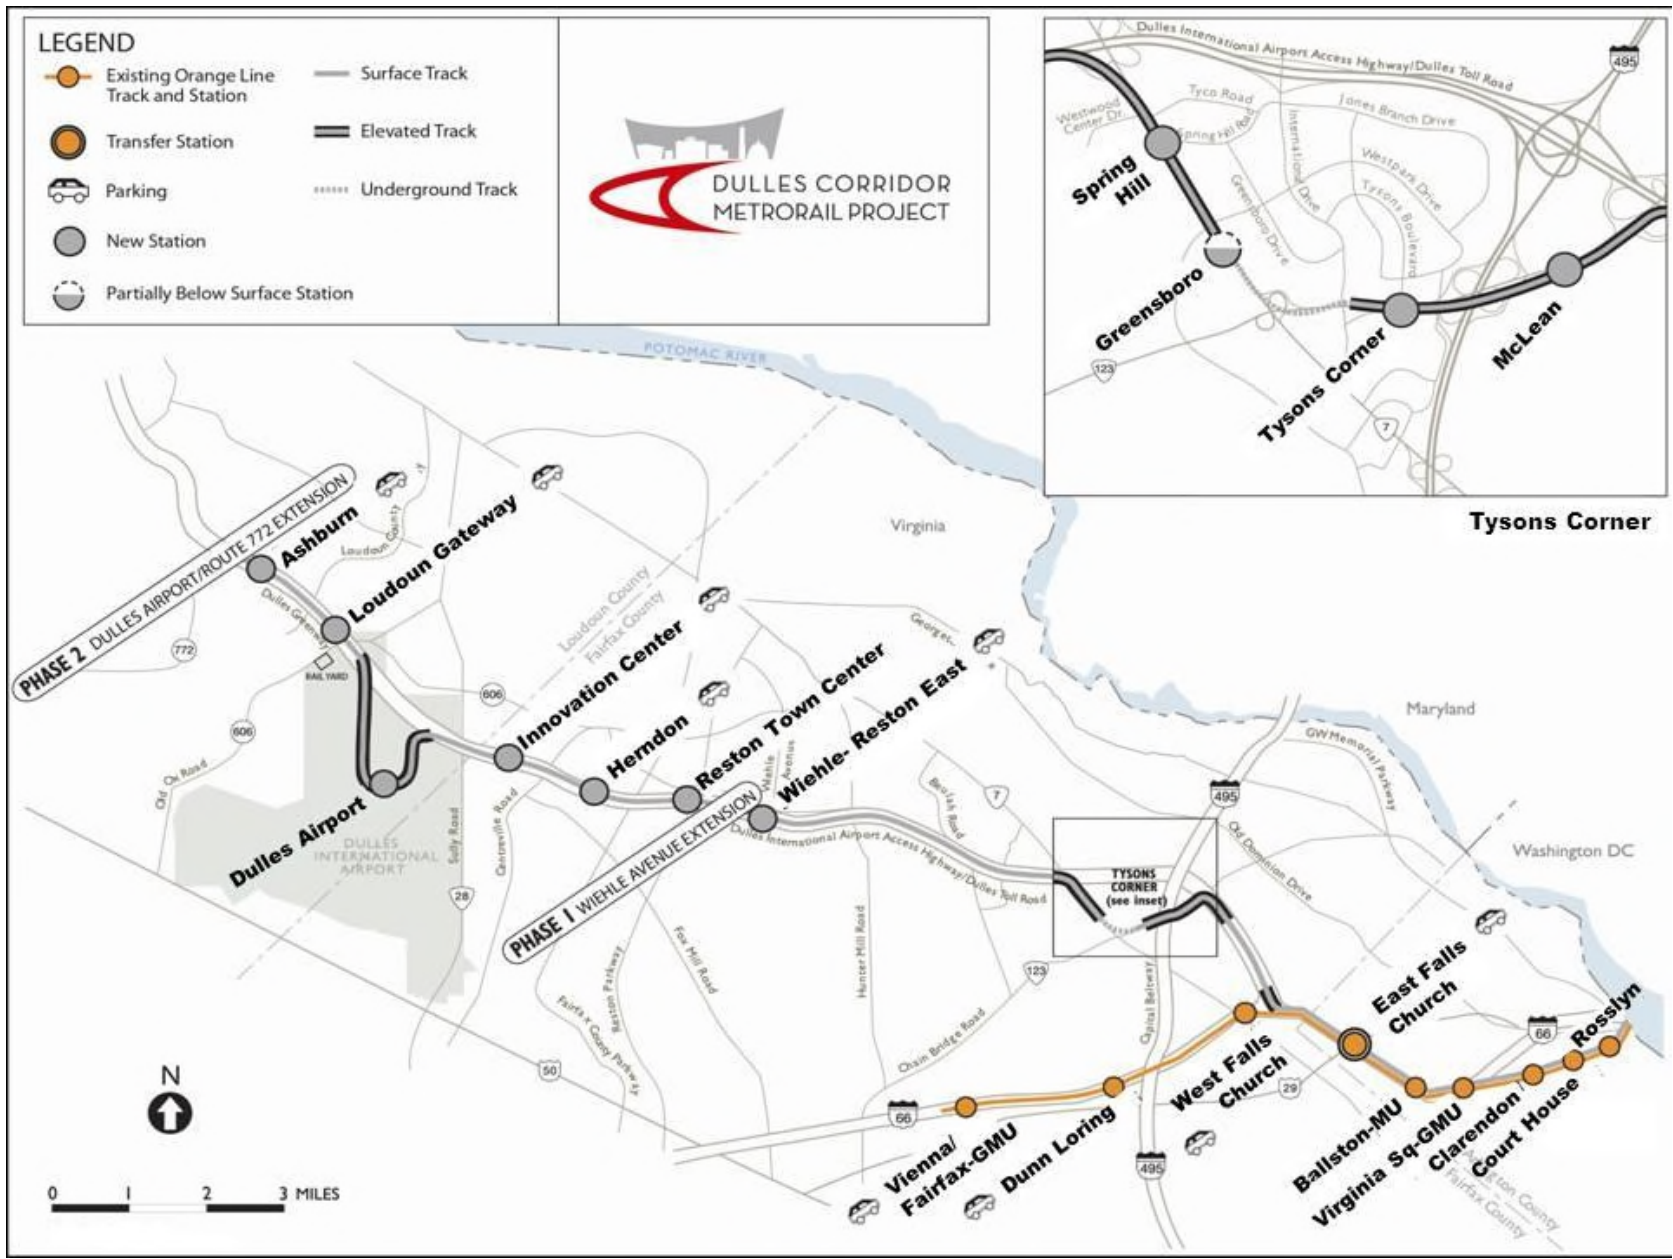 LEGEND
Existing Orange Line
Track and Station
Transfer Station
Parking
New Station
Partially Below Surface Station
Surface Track
Elevated Track
Underground Track
DULLES CORRIDOR
METRORAIL PROJECT
Dulles International Airport Access Highway/Dulles Toll Road
495
Westwood
Center Dr.
Tyco Road
Spring Hill Road
International Drive
Jones Branch Drive
Westpark Drive
Tysons Boulevard
Greensboro Drive
Spring
Hill
Greensboro
Tysons Corner
McLean
123
7
Tysons Corner
POTOMAC RIVER
Virginia
Maryland
Washington DC
PHASE 2 DULLES AIRPORT/ROUTE 772 EXTENSION
Ashburn
Loudoun Gateway
Loudoun County
Dulles Greenway
772
RAIL YARD
606
606
Old Ox Road
Loudoun County
Fairfax County
Innovation Center
Herndon
Reston Town Center
Wiehle- Reston East
Wiehle
Avenue
Dulles Airport
DULLES
INTERNATIONAL
AIRPORT
Sully Road
28
Centreville Road
PHASE 1 WIEHLE AVENUE EXTENSION
Dulles International Airport Access Highway/Dulles Toll Road
Beulah Road
7
495
GW Memorial Parkway
Old Dominion Drive
TYSONS
CORNER
(see inset)
Fox Mill Road
Reston Parkway
Fairfax County Parkway
Hunter Mill Road
123
Chain Bridge Road
Capital Beltway
50
66
495
29
66
East Falls
Church
Rosslyn
West Falls
Church
Vienna/
Fairfax-GMU
Dunn Loring
Ballston-MU
Virginia Sq-GMU
Clarendon
Court House
Arlington County
Fairfax County
N
0 1 2 3 MILES